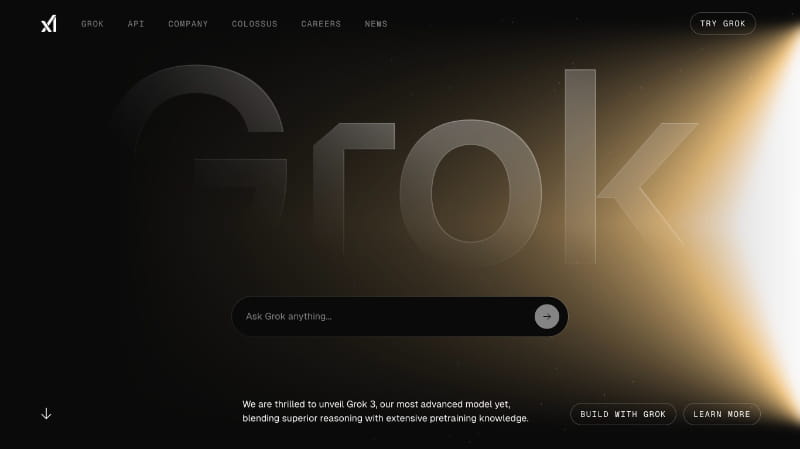 xI
GROK
API
COMPANY
COLOSSUS
CAREERS
NEWS
TRY GROK
Grok
Ask Grok anything...
We are thrilled to unveil Grok 3, our most advanced model yet,
blending superior reasoning with extensive pretraining knowledge.
BUILD WITH GROK
LEARN MORE